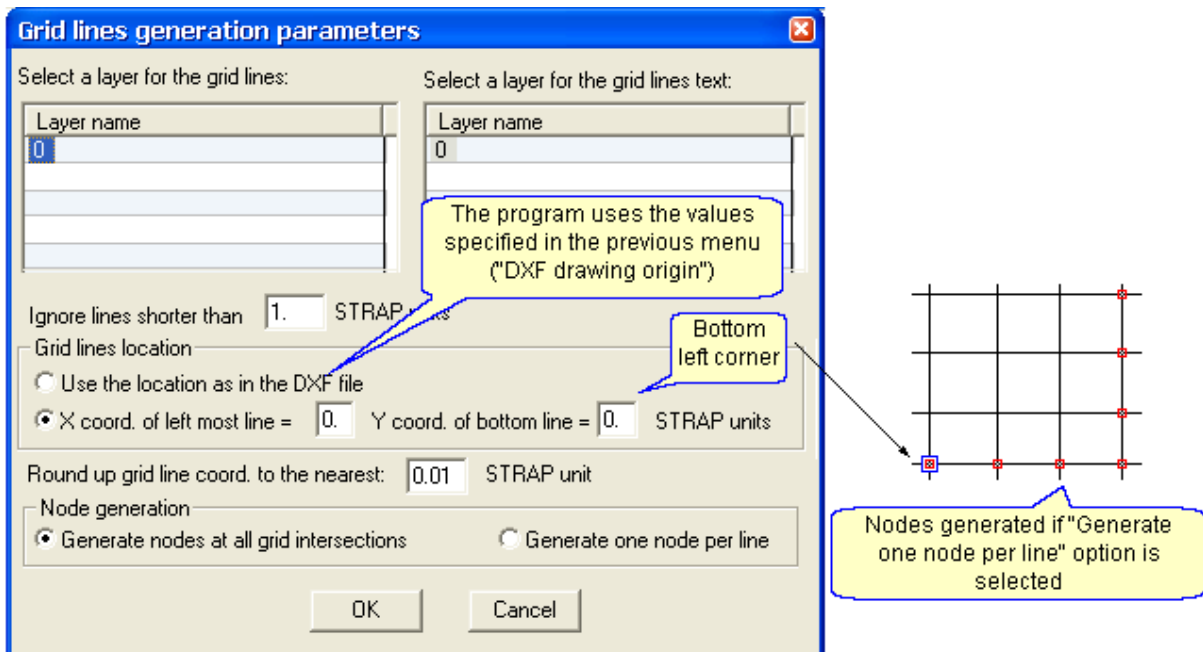 Grid lines generation parameters
Select a layer for the grid lines:
Select a layer for the grid lines text:
Layer name
0
Layer name
0
The program uses the values
specified in the previous menu
("DXF drawing origin")
Ignore lines shorter than 1. STRAP units
Bottom
left corner
Grid lines location
Use the location as in the DXF file
X coord. of left most line = 0. Y coord. of bottom line = 0. STRAP units
Round up grid line coord. to the nearest: 0.01 STRAP unit
Node generation
Generate nodes at all grid intersections
Generate one node per line
Nodes generated if "Generate
one node per line" option is
selected
OK
Cancel